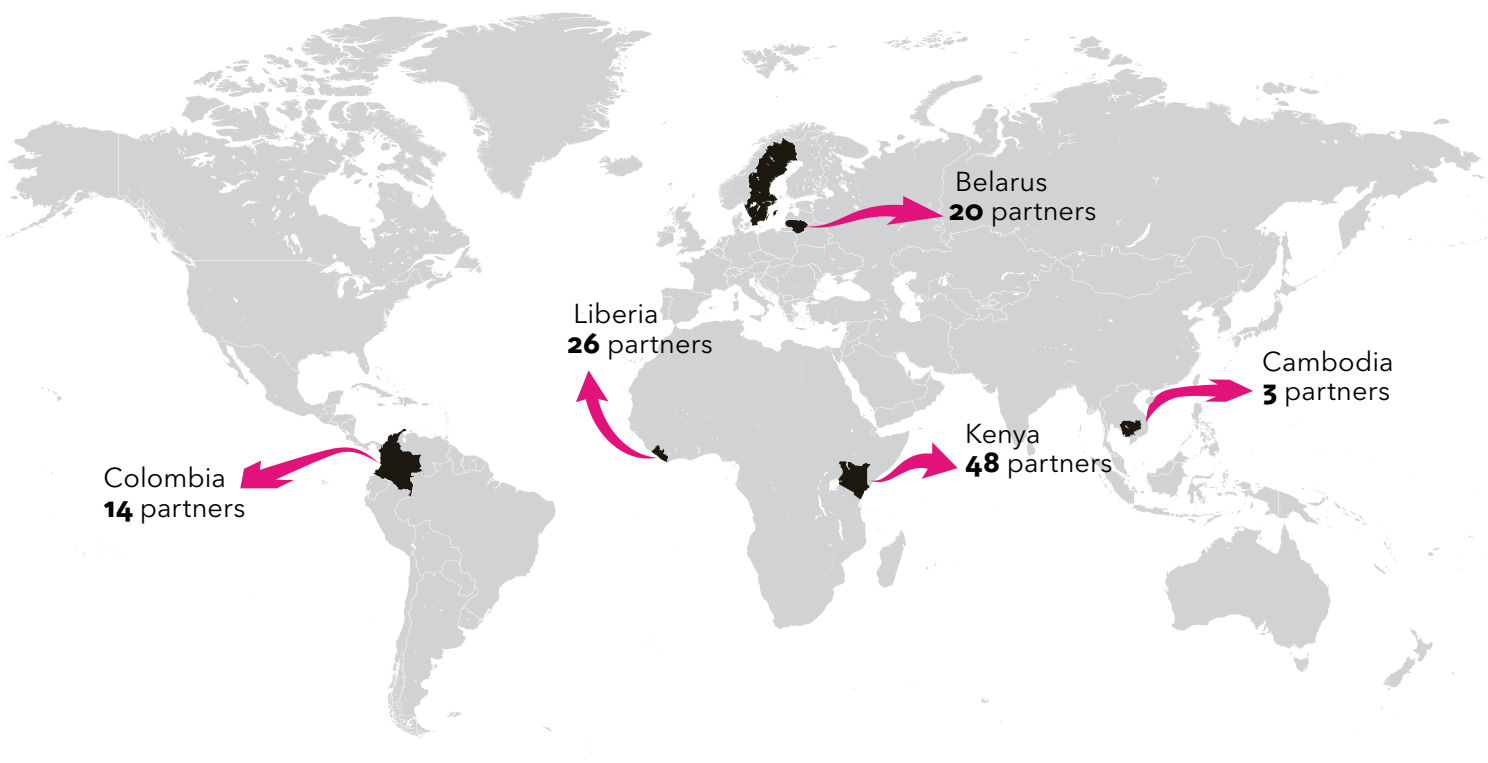 Belarus
20 partners
Liberia
26 partners
Cambodia
3 partners
Kenya
48 partners
Colombia
14 partners